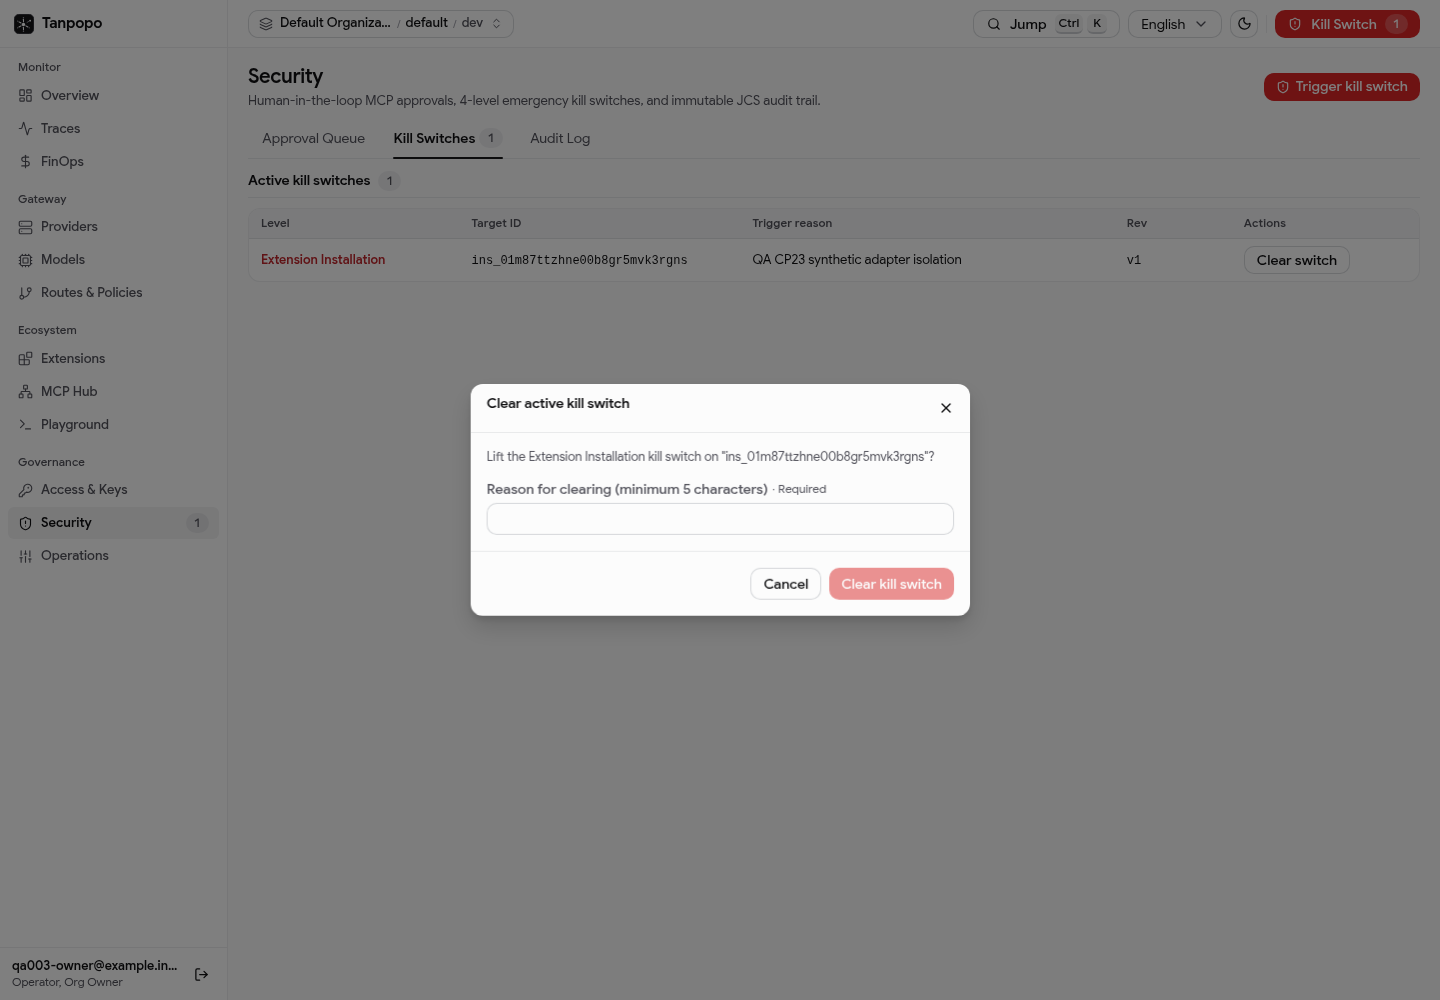 Tanpopo
Default Organiza... / default / dev
Jump Ctrl K
English
Kill Switch 1
Monitor
Overview
Traces
FinOps
Gateway
Providers
Models
Routes & Policies
Ecosystem
Extensions
MCP Hub
Playground
Governance
Access & Keys
Security 1
Operations
qa003-owner@example.in...
Operator, Org Owner
Security
Human-in-the-loop MCP approvals, 4-level emergency kill switches, and immutable JCS audit trail.
Trigger kill switch
Approval Queue Kill Switches 1 Audit Log
Active kill switches 1
Level Target ID Trigger reason Rev Actions
Extension Installation ins_01m87ttzhne00b8gr5mvk3rgns QA CP23 synthetic adapter isolation v1 Clear switch
Clear active kill switch
Lift the Extension Installation kill switch on "ins_01m87ttzhne00b8gr5mvk3rgns"?
Reason for clearing (minimum 5 characters) · Required
Cancel Clear kill switch